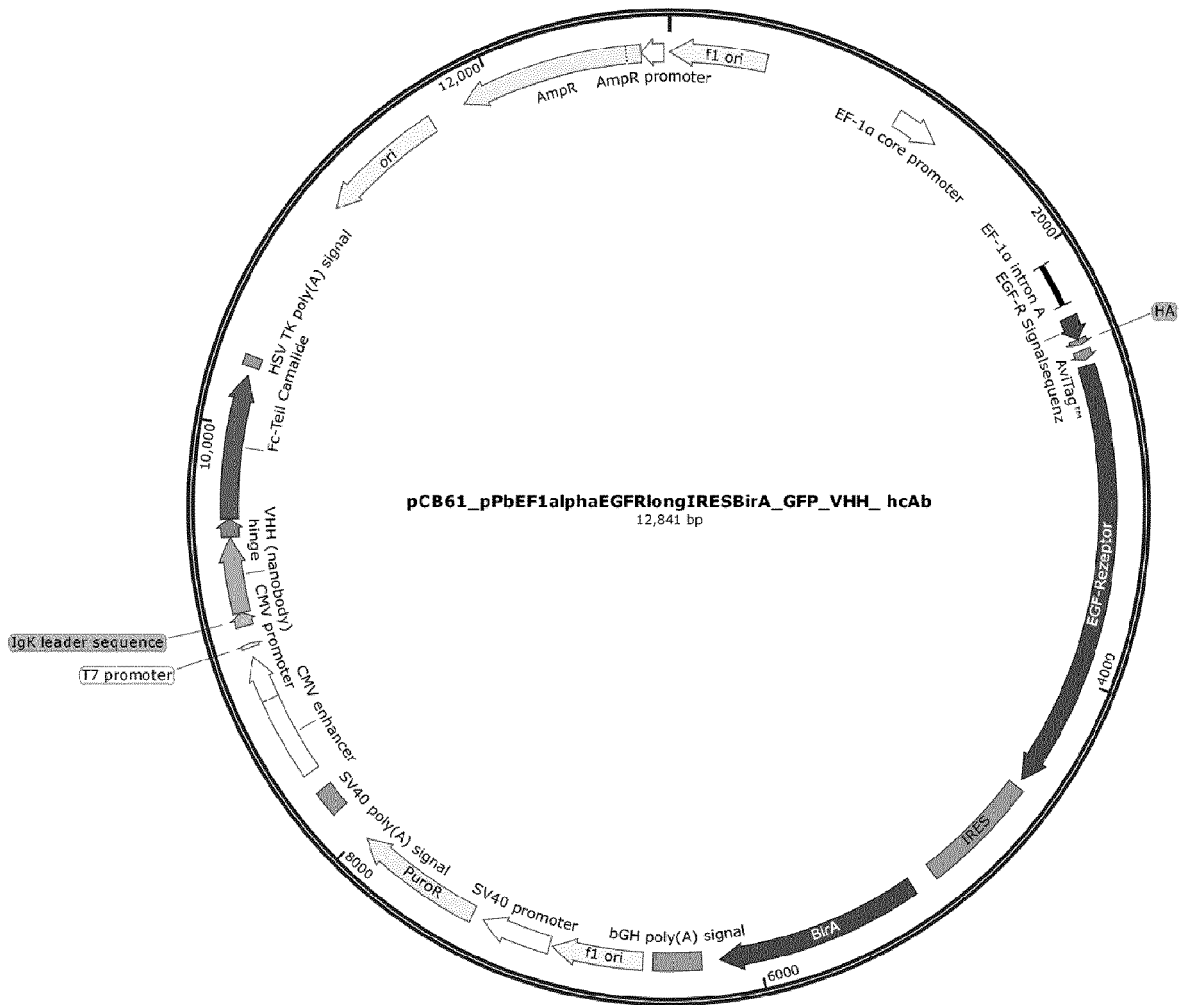 f1 ori
12,000
AmpR
AmpR promoter
EF-1α core promoter
ori
2000
EF-1α intron A
EGF-R Signalsequenz
HA
AviTag™
HSV TK poly(A) signal
Fc-Teil Camalide
10,000
pCB61_pPbEF1alphaEGFRlongIRESBirA_GFP_VHH_ hcAb
12,841 bp
EGF-Rezeptor
VHH (nanobody)
hinge
IgK leader sequence
T7 promoter
CMV promoter
CMV enhancer
4000
SV40 poly(A) signal
8000
PuroR
SV40 promoter
f1 ori
bGH poly(A) signal
BirA
IRES
6000